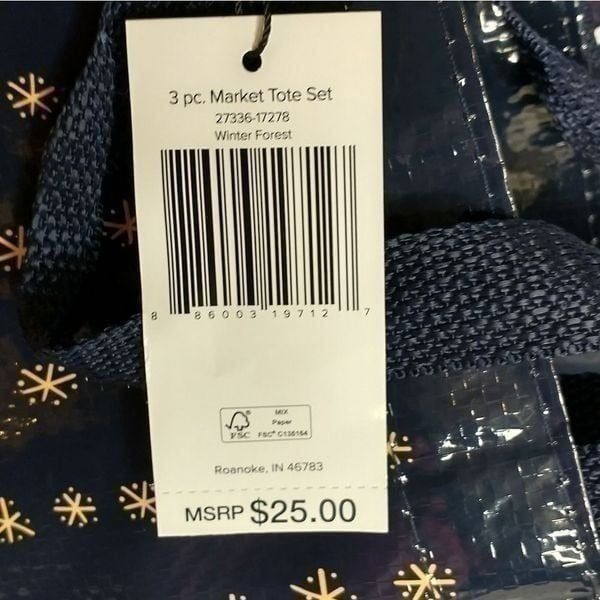 3 pc. Market Tote Set
27336-17278
Winter Forest
8 86003 19712 7
FSC®
MIX
Paper
FSC® C136164
Roanoke, IN 46783
MSRP $25.00